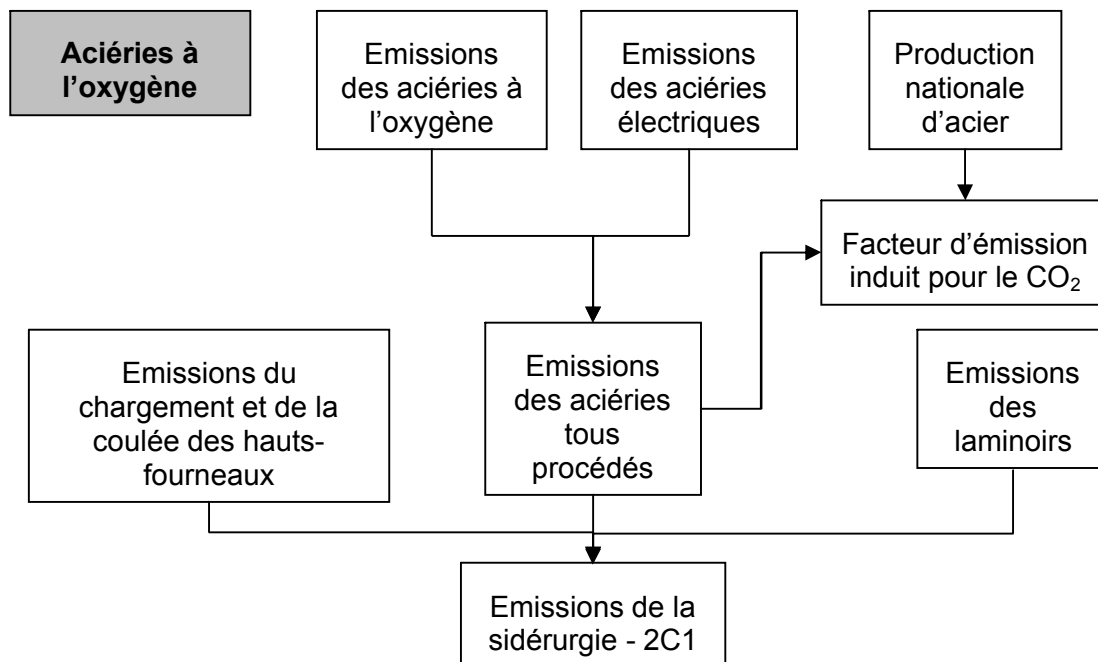 Aciéries à
l’oxygène
Emissions
des aciéries à
l’oxygène
Emissions
des aciéries
électriques
Production
nationale
d’acier
Facteur d’émission
induit pour le CO₂
Emissions du
chargement et de la
coulée des hauts-
fourneaux
Emissions
des aciéries
tous
procédés
Emissions
des
laminoirs
Emissions de la
sidérurgie - 2C1